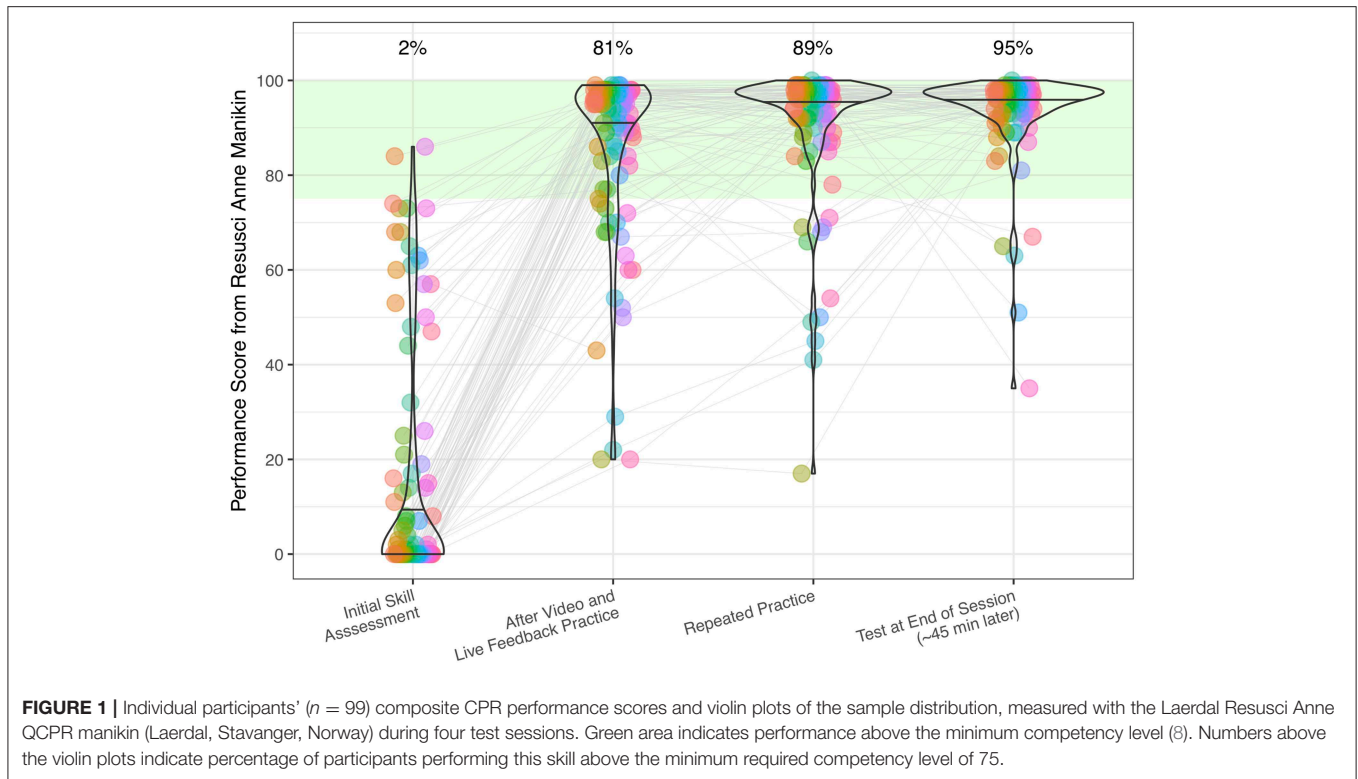 2% 81% 89% 95%
100
80
60
40
20
0
Performance Score from Resusci Anne Manikin
Initial Skill
Asssessment
After Video and
Live Feedback Practice
Repeated Practice
Test at End of Session
(~45 min later)
FIGURE 1 | Individual participants’ (n = 99) composite CPR performance scores and violin plots of the sample distribution, measured with the Laerdal Resusci Anne
QCPR manikin (Laerdal, Stavanger, Norway) during four test sessions. Green area indicates performance above the minimum competency level (8). Numbers above
the violin plots indicate percentage of participants performing this skill above the minimum required competency level of 75.